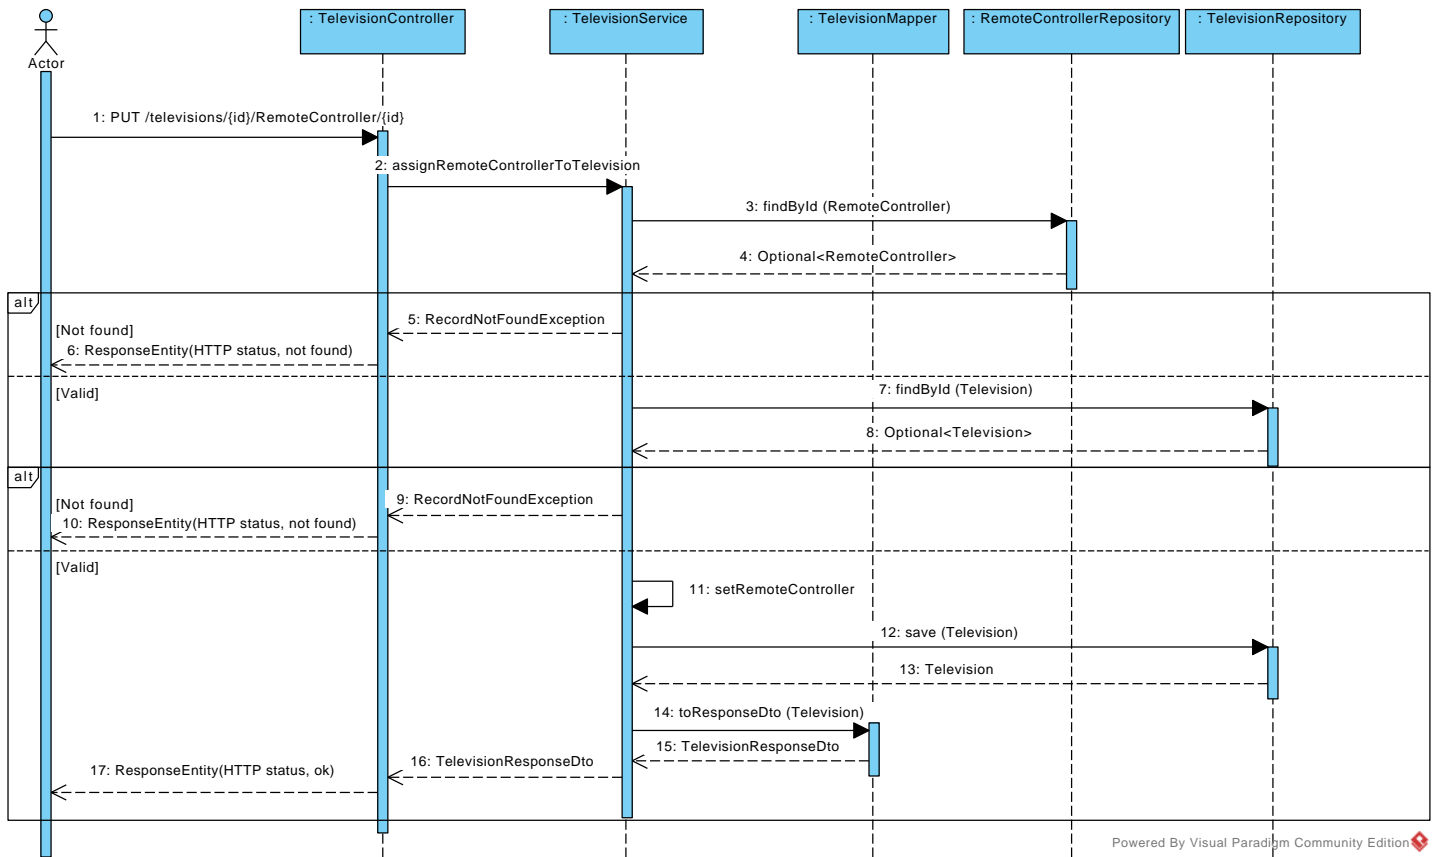 : TelevisionController
: TelevisionService
: TelevisionMapper
: RemoteControllerRepository
: TelevisionRepository
Actor
1: PUT /televisions/{id}/RemoteController/{id}
2: assignRemoteControllerToTelevision
3: findById (RemoteController)
4: Optional<RemoteController>
alt
5: RecordNotFoundException
[Not found]
6: ResponseEntity(HTTP status, not found)
[Valid]
7: findById (Television)
8: Optional<Television>
alt
9: RecordNotFoundException
[Not found]
10: ResponseEntity(HTTP status, not found)
[Valid]
11: setRemoteController
12: save (Television)
13: Television
14: toResponseDto (Television)
15: TelevisionResponseDto
16: TelevisionResponseDto
17: ResponseEntity(HTTP status, ok)
Powered By Visual Paradigm Community Edition